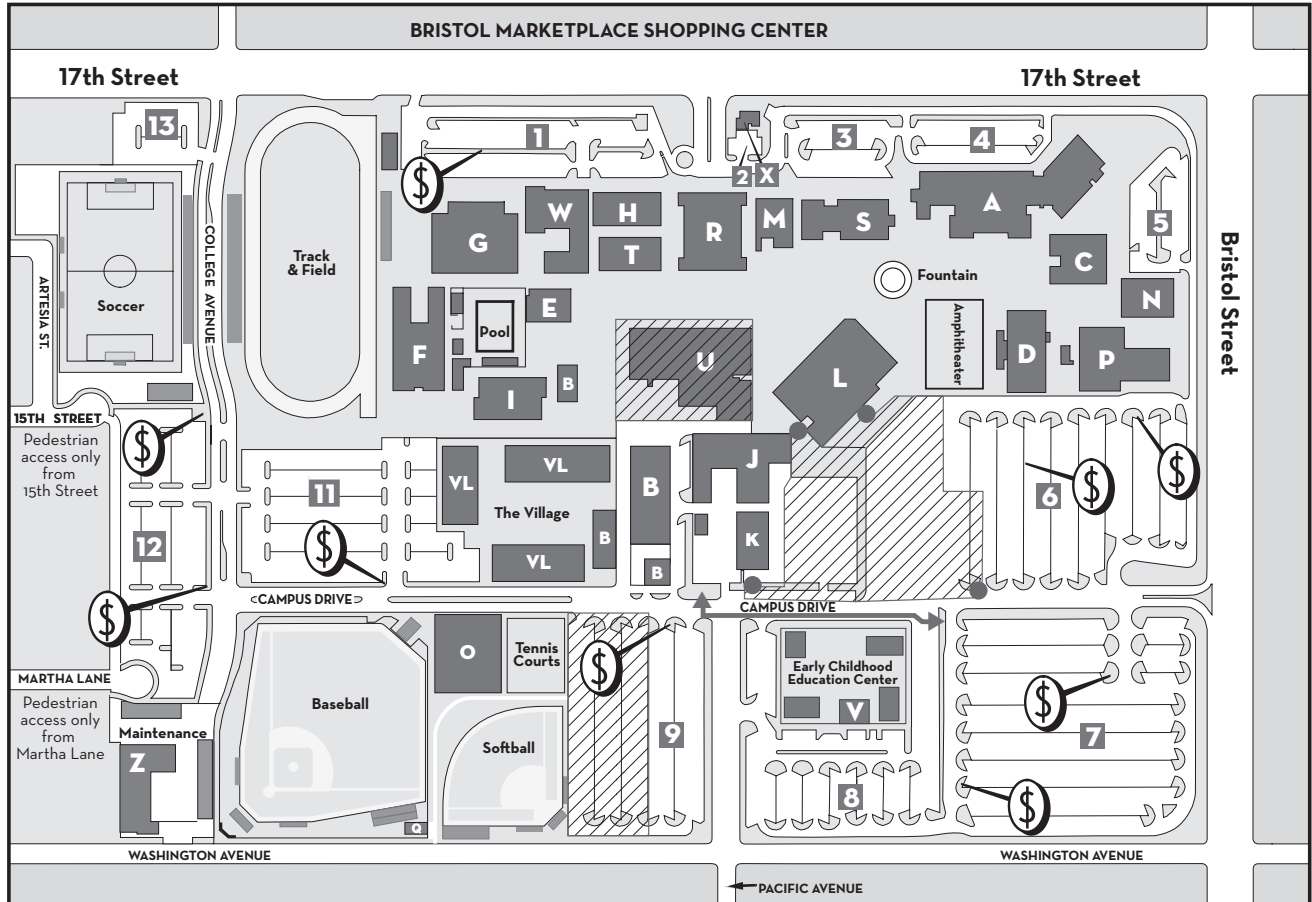 BRISTOL MARKETPLACE SHOPPING CENTER
17th Street
17th Street
13
1
3
4
2
X
5
$
COLLEGE AVENUE
Track
& Field
G
W
H
T
R
M
S
A
C
N
Bristol Street
ARTESIA ST.
Soccer
Fountain
Amphitheater
F
Pool
E
U
L
D
P
I
B
15TH STREET
Pedestrian
access only
from
15th Street
$
12
11
$
VL
VL
The Village
VL
B
B
B
J
K
6
$
$
$
CAMPUS DRIVE
CAMPUS DRIVE
MARTHA LANE
Pedestrian
access only
from
Martha Lane
Maintenance
Z
Baseball
O
Tennis
Courts
Softball
Q
$
9
Early Childhood
Education Center
V
8
$
7
$
WASHINGTON AVENUE
WASHINGTON AVENUE
PACIFIC AVENUE